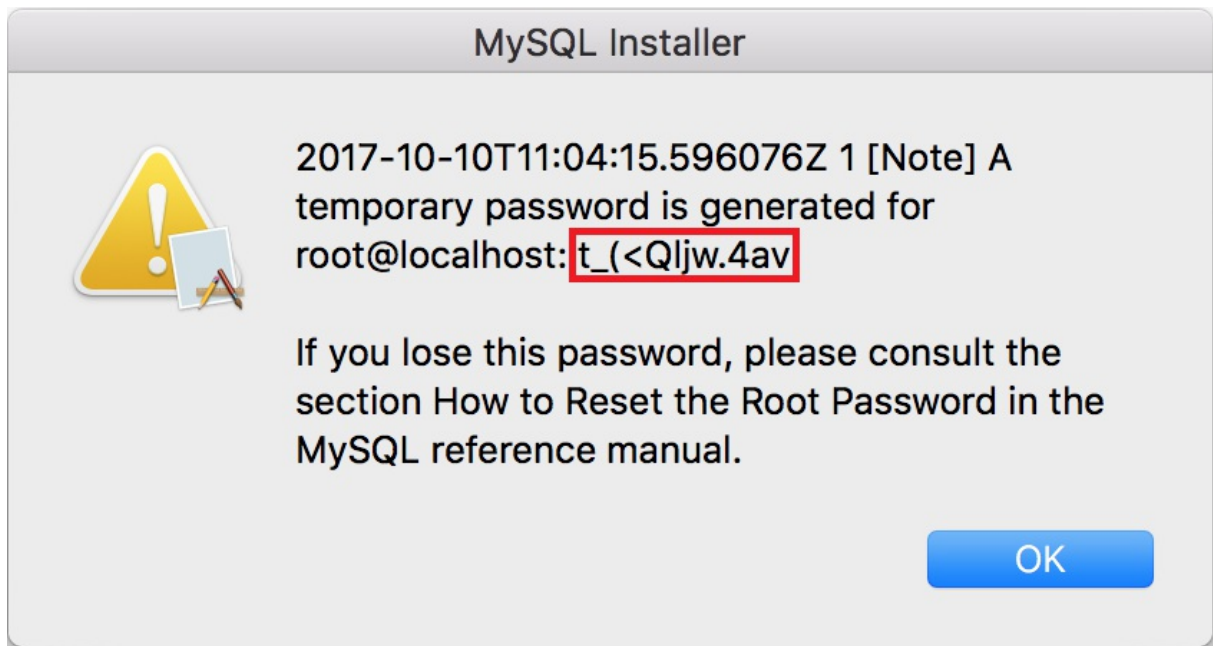 MySQL Installer
2017-10-10T11:04:15.596076Z 1 [Note] A
temporary password is generated for
root@localhost: t_(<Qljw.4av
If you lose this password, please consult the
section How to Reset the Root Password in the
MySQL reference manual.
OK